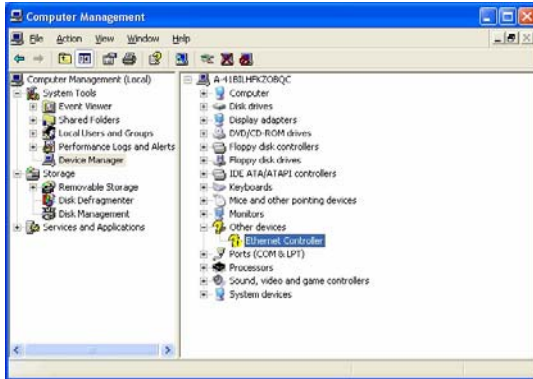 Computer Management
File Action View Window Help
Computer Management (Local)
System Tools
Event Viewer
Shared Folders
Local Users and Groups
Performance Logs and Alerts
Device Manager
Storage
Removable Storage
Disk Defragmenter
Disk Management
Services and Applications
A-41BILHFKZOBQC
Computer
Disk drives
Display adapters
DVD/CD-ROM drives
Floppy disk controllers
Floppy disk drives
IDE ATA/ATAPI controllers
Keyboards
Mice and other pointing devices
Monitors
Other devices
Ethernet Controller
Ports (COM & LPT)
Processors
Sound, video and game controllers
System devices